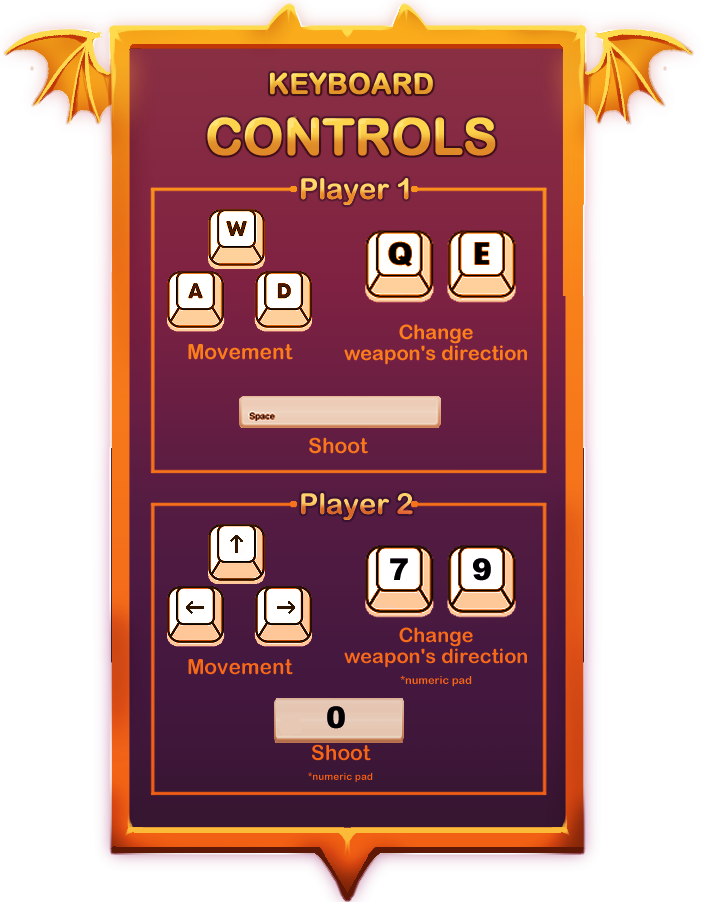 KEYBOARD
CONTROLS
Player 1
W
A D
Q E
Movement
Change
weapon's direction
Space
Shoot
Player 2
↑
← →
7 9
Movement
Change
weapon's direction
*numeric pad
0
Shoot
*numeric pad